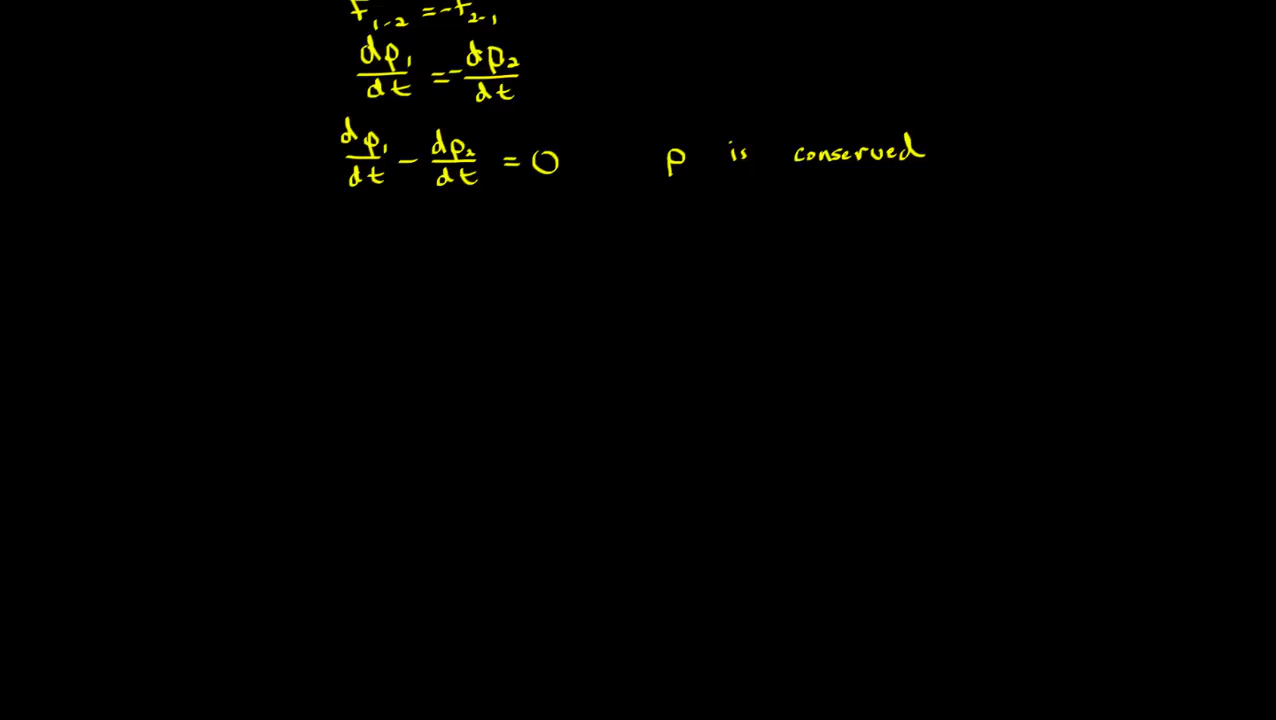 F₁₋₂ = -F₂₋₁
dp₁/dt = -dp₂/dt
dp₁/dt - dp₂/dt = 0 p is conserved